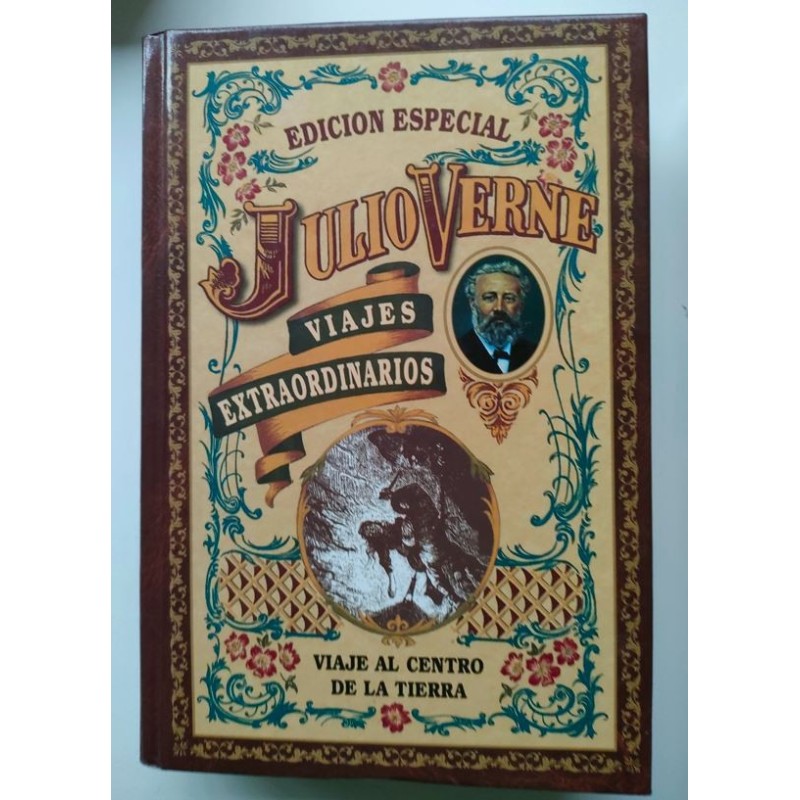 EDICION ESPECIAL
JULIO VERNE
VIAJES
EXTRAORDINARIOS
VIAJE AL CENTRO
DE LA TIERRA